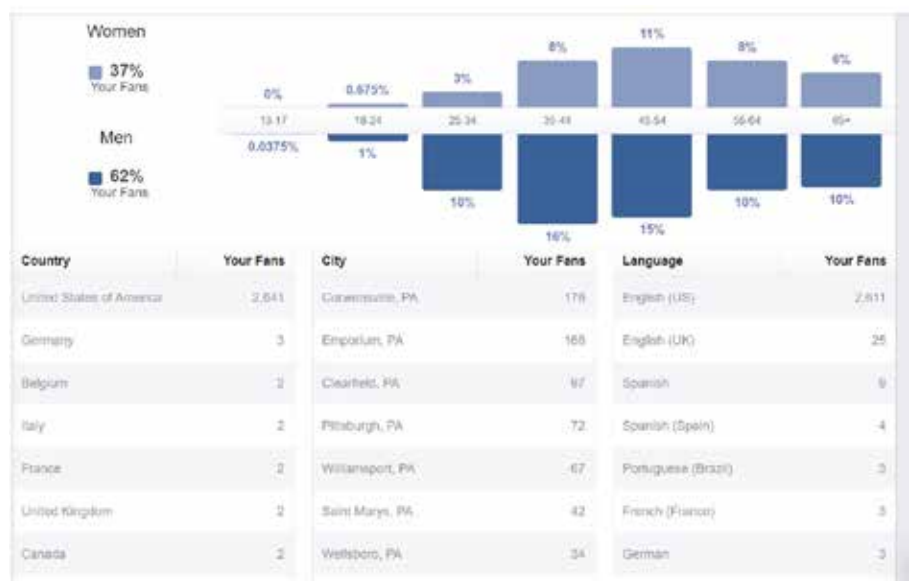 Women
37%
Your Fans
0% 0.675% 3% 8% 11% 8% 6%
13-17 18-24 25-34 35-44 45-54 55-64 65+
Men
62%
Your Fans
0.0375% 1% 10% 16% 15% 10% 10%
Country Your Fans City Your Fans Language Your Fans
United States of America 2,641 Curwensville, PA 178 English (US) 2,611
Germany 3 Emporium, PA English (UK) 25
Belgium 2 Clearfield, PA 97 Spanish 9
Italy 2 Pittsburgh, PA 72 Spanish (Spain) 4
France 2 Williamsport, PA 67 Portuguese (Brazil) 3
United Kingdom 2 Saint Marys, PA 42 French (France) 3
Canada 2 Wellsboro, PA 34 German 3